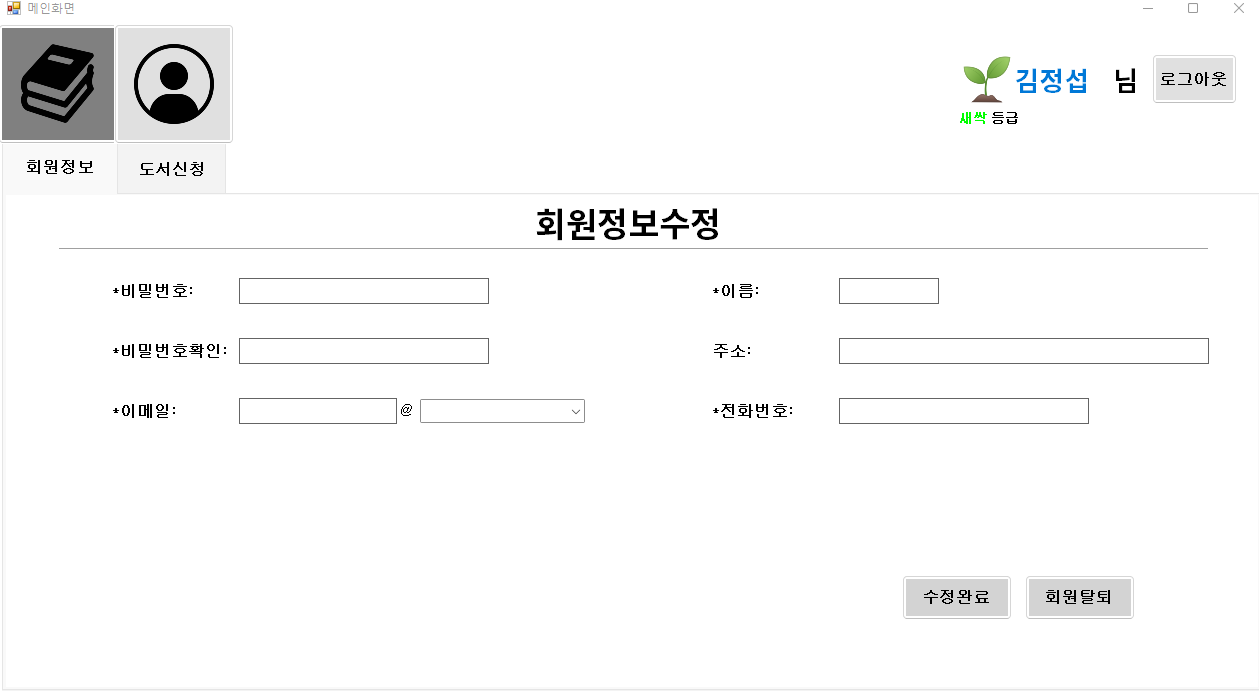 메인화면
김정섭 님 로그아웃
새싹 등급
회원정보 도서신청
회원정보수정
*비밀번호: *이름:
*비밀번호확인: 주소:
*이메일: @ *전화번호:
수정완료 회원탈퇴